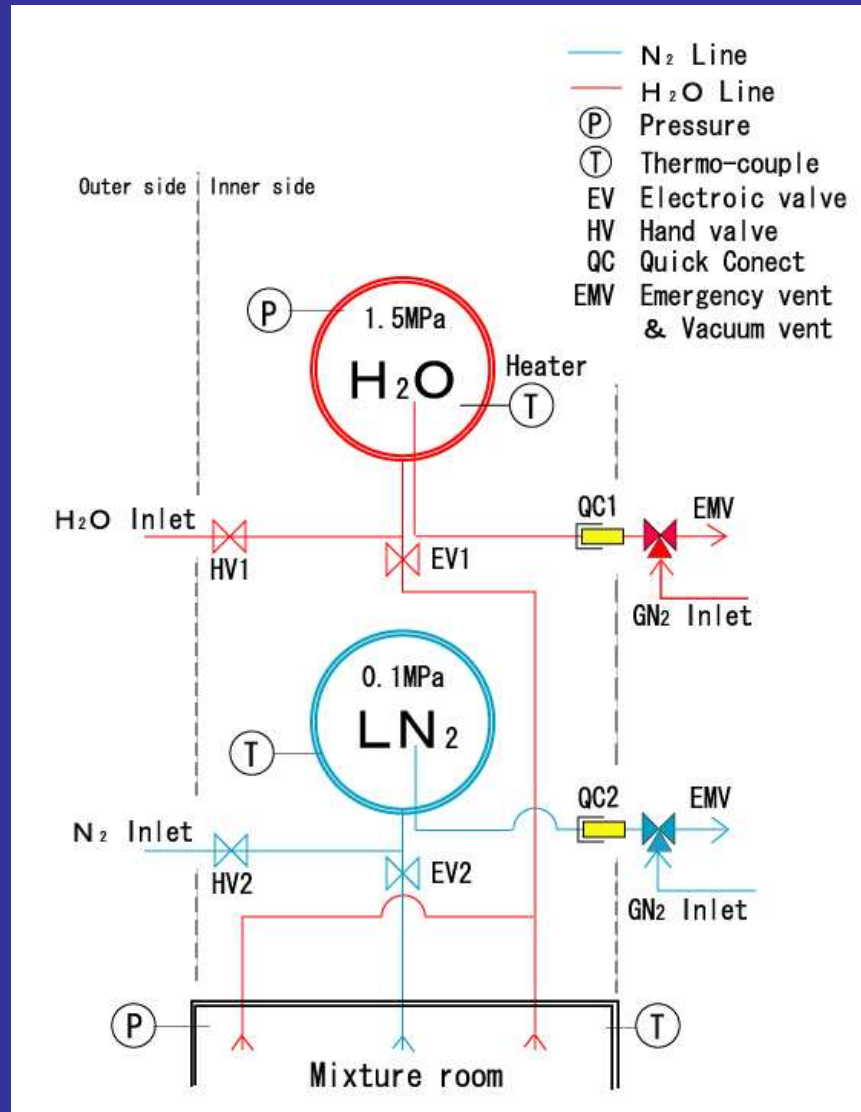 N₂ Line
H₂O Line
P Pressure
T Thermo-couple
EV Electroic valve
HV Hand valve
QC Quick Conect
EMV Emergency vent
& Vacuum vent
Outer side Inner side
P
1.5MPa
H₂O
Heater
T
H₂O Inlet
HV1
EV1
QC1
EMV
GN₂ Inlet
0.1MPa
LN₂
T
N₂ Inlet
HV2
EV2
QC2
EMV
GN₂ Inlet
P
T
Mixture room